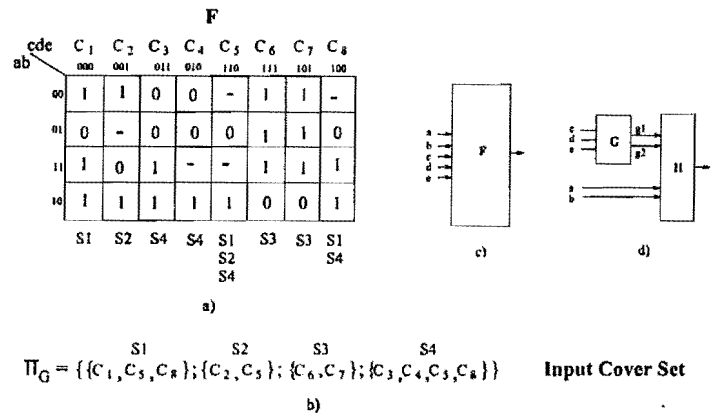 F
cde C1 C2 C3 C4 C5 C6 C7 C8
ab 000 001 011 010 110 111 101 100
00 1 1 0 0 - 1 1 -
01 0 - 0 0 0 1 1 0
11 1 0 1 - - 1 1 1
10 1 1 1 1 1 0 0 1
S1 S2 S4 S4 S1 S3 S3 S1
S2 S4
S4
a)
a
b
c
d
e
F
c)
c
d
e
G
g1
g2
a
b
H
d)
S1 S2 S3 S4
ΠG = {{C1,C5,C8};{C2,C5};{C6,C7};{C3,C4,C5,C8}} Input Cover Set
b)